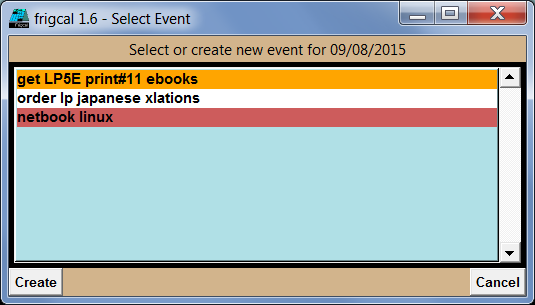 frigcal 1.6 - Select Event
Select or create new event for 09/08/2015
get LP5E print#11 ebooks
order lp japanese xlations
netbook linux
Create
Cancel